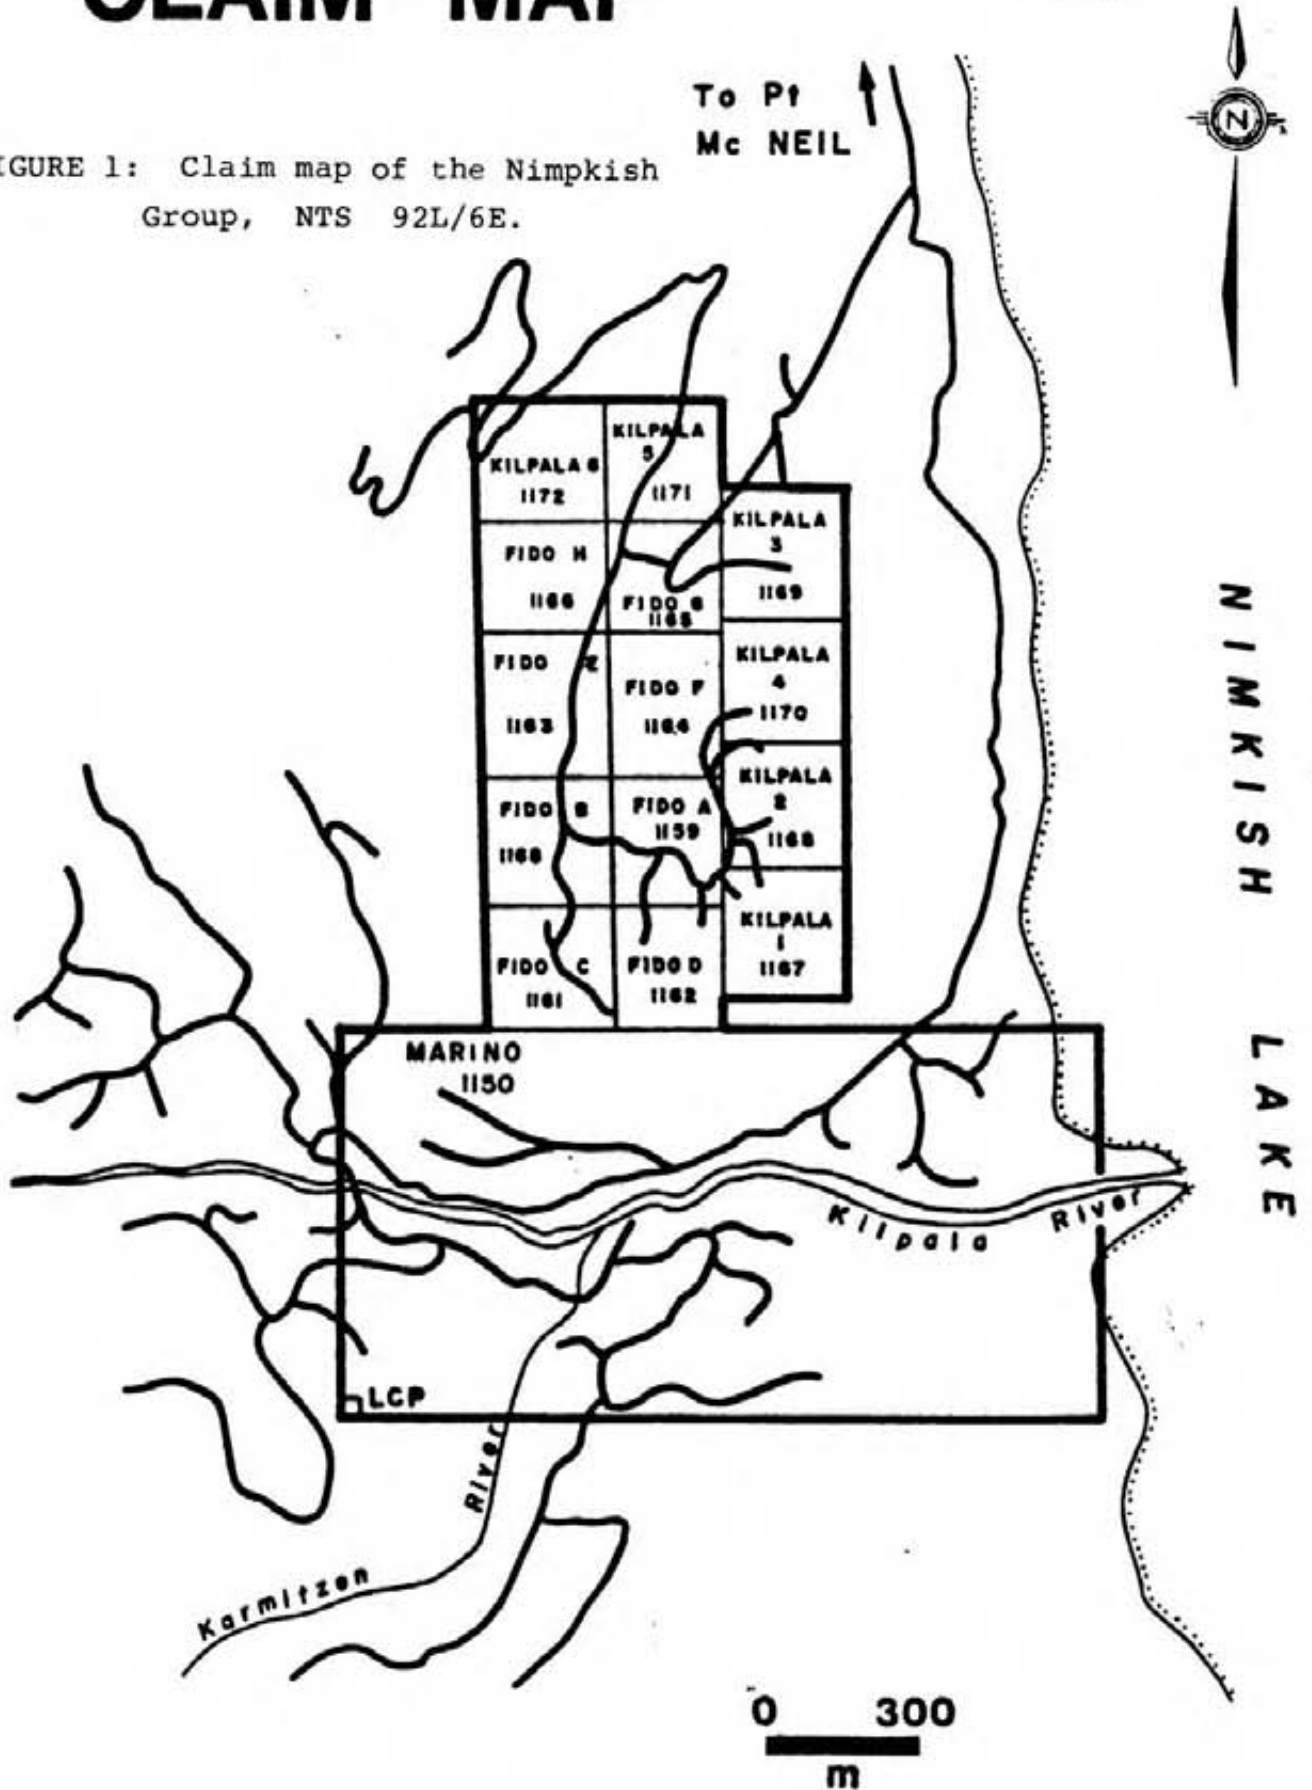 CLAIM MAP
To Pt
Mc NEIL
N
IGURE 1: Claim map of the Nimpkish
Group, NTS 92L/6E.
KILPALA 6
1172
KILPALA
5
1171
KILPALA
3
1169
FIDO H
1166
FIDO G
1165
FIDO E
1163
FIDO F
1164
KILPALA
4
1170
FIDO B
1160
FIDO A
1159
KILPALA
2
1168
FIDO C
1161
FIDO D
1162
KILPALA
1
1167
NIMKISH LAKE
MARINO
1150
Kilpala River
LCP
Karmitzen River
0 300
m